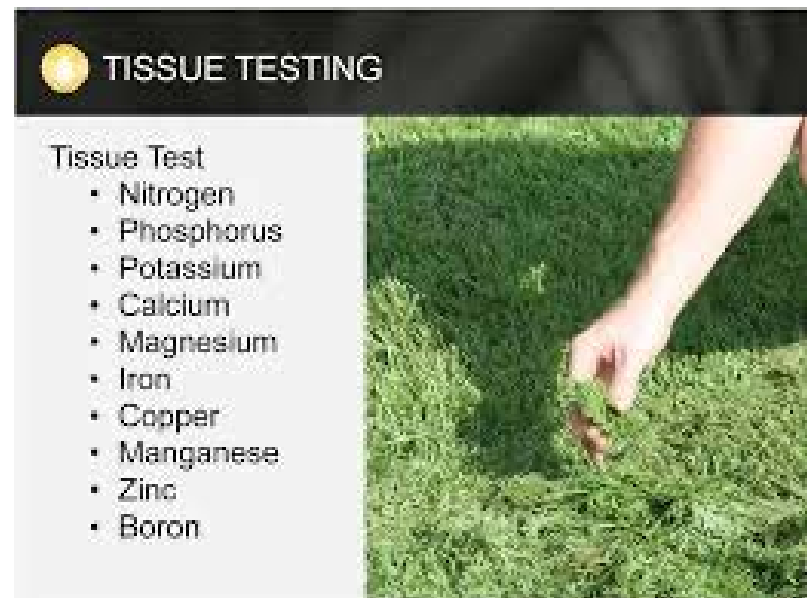 TISSUE TESTING
Tissue Test
• Nitrogen
• Phosphorus
• Potassium
• Calcium
• Magnesium
• Iron
• Copper
• Manganese
• Zinc
• Boron